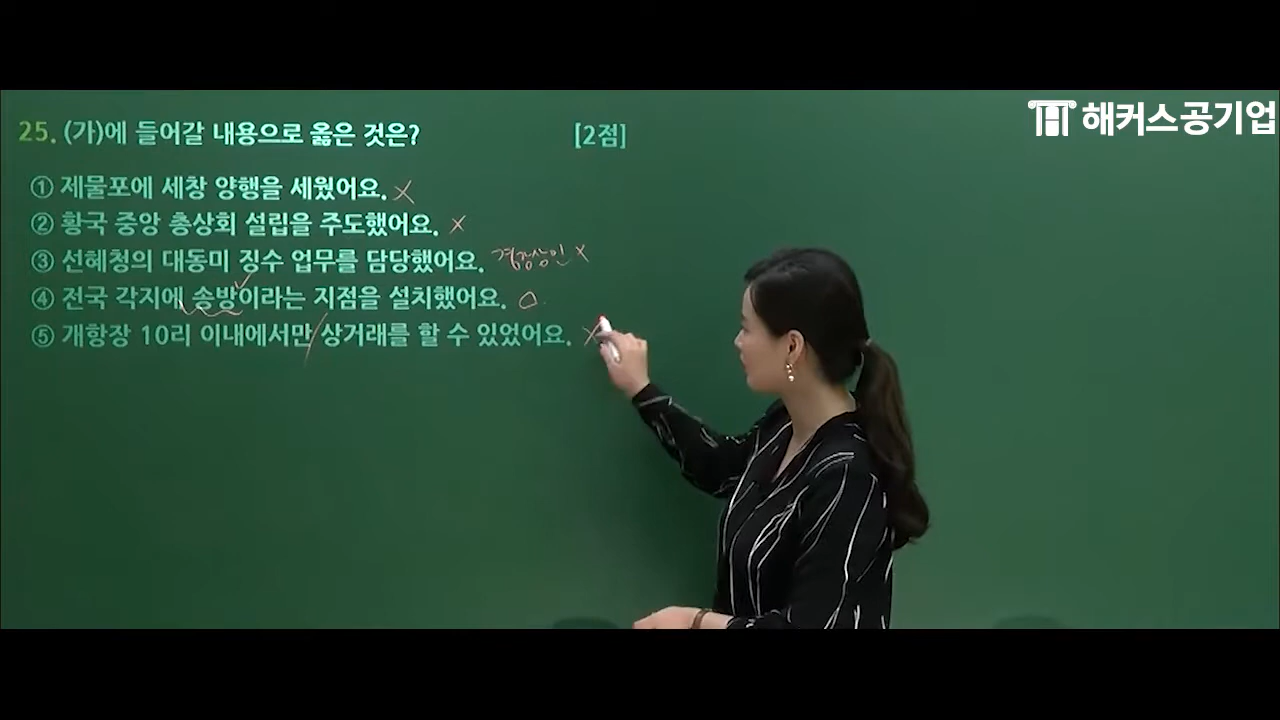 해커스공기업
25. (가)에 들어갈 내용으로 옳은 것은? [2점]
① 제물포에 세창 양행을 세웠어요. X
② 황국 중앙 총상회 설립을 주도했어요. X
③ 선혜청의 대동미 징수 업무를 담당했어요. 경강상인 X
④ 전국 각지에 송방이라는 지점을 설치했어요. O
⑤ 개항장 10리 이내에서만 상거래를 할 수 있었어요. X